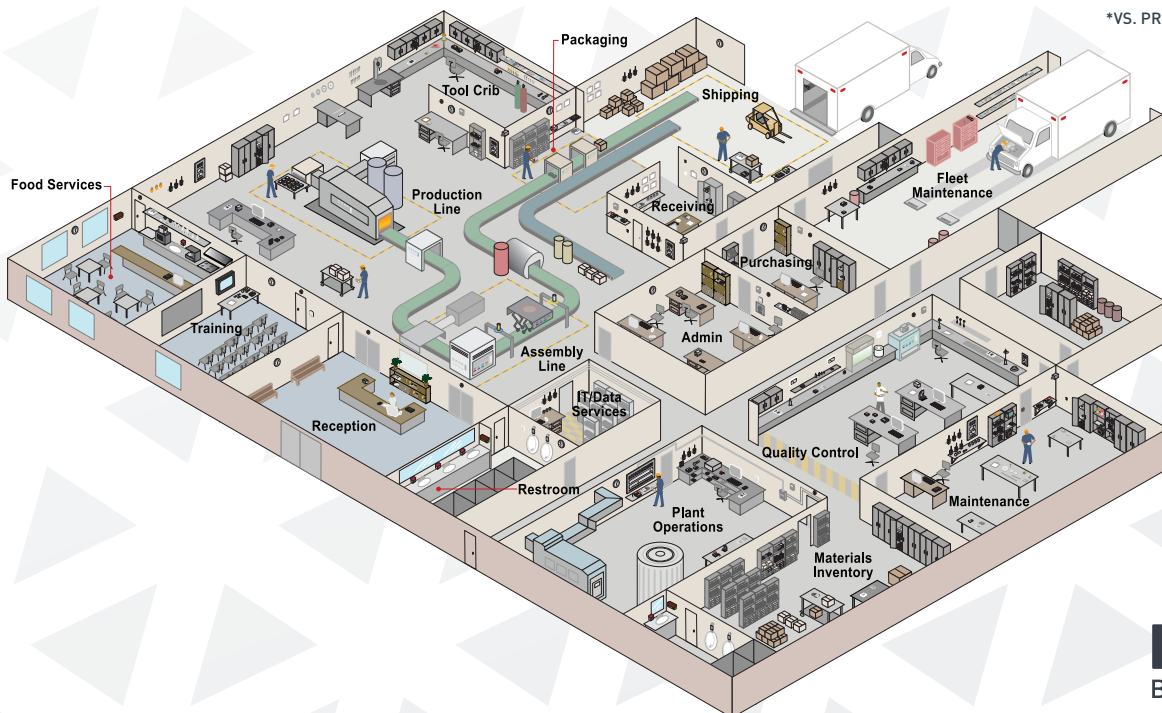 *VS. PR
Packaging
Tool Crib
Shipping
Food Services
Production
Line
Receiving
Fleet
Maintenance
Purchasing
Training
Admin
Assembly
Line
IT/Data
Services
Reception
Quality Control
Restroom
Plant
Operations
Maintenance
Materials
Inventory
B